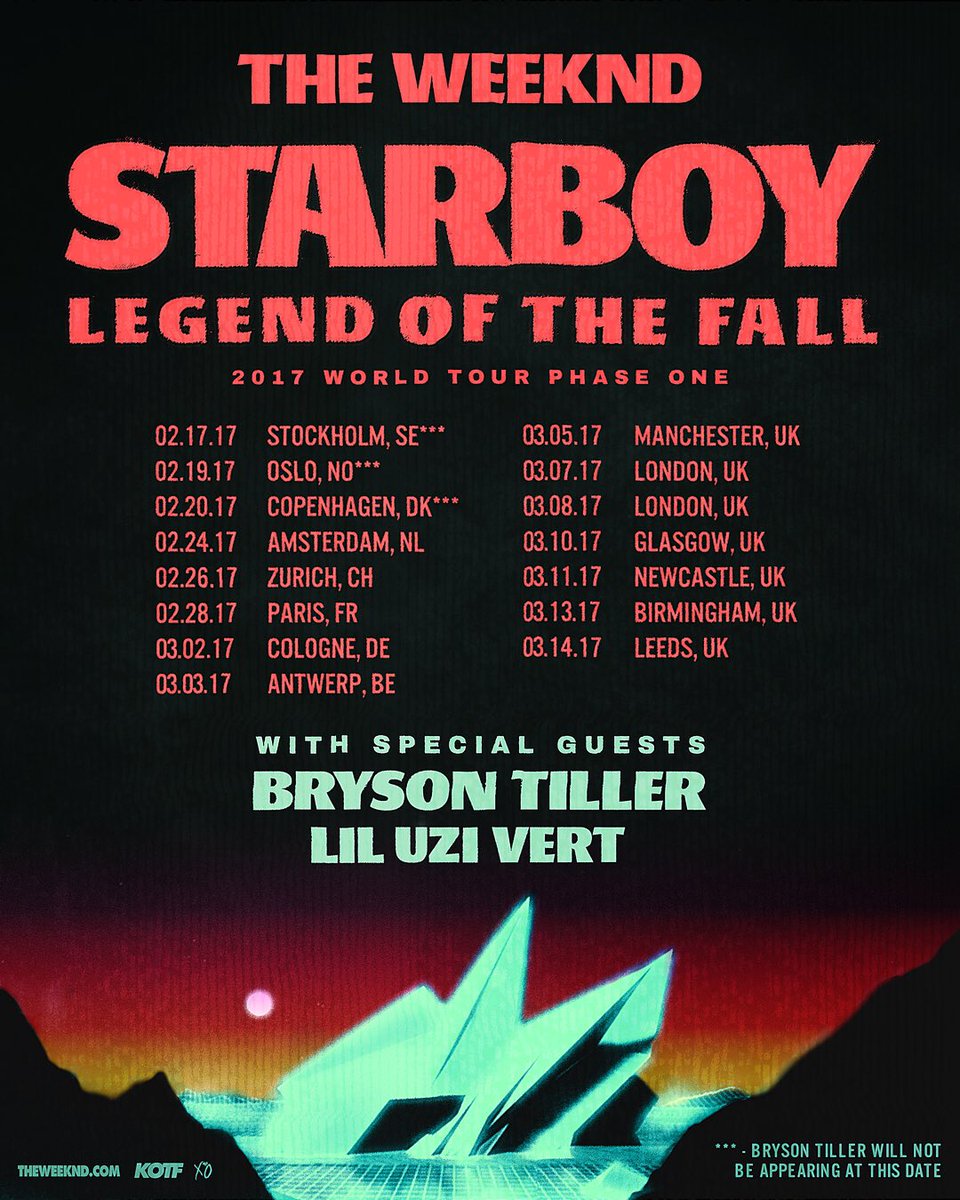 THE WEEKND
STARBOY
LEGEND OF THE FALL
2017 WORLD TOUR PHASE ONE
02.17.17 STOCKHOLM, SE***
02.19.17 OSLO, NO***
02.20.17 COPENHAGEN, DK***
02.24.17 AMSTERDAM, NL
02.26.17 ZURICH, CH
02.28.17 PARIS, FR
03.02.17 COLOGNE, DE
03.03.17 ANTWERP, BE
03.05.17 MANCHESTER, UK
03.07.17 LONDON, UK
03.08.17 LONDON, UK
03.10.17 GLASGOW, UK
03.11.17 NEWCASTLE, UK
03.13.17 BIRMINGHAM, UK
03.14.17 LEEDS, UK
WITH SPECIAL GUESTS
BRYSON TILLER
LIL UZI VERT
*** - BRYSON TILLER WILL NOT
BE APPEARING AT THIS DATE
THEWEEKND.COM KOTF XO